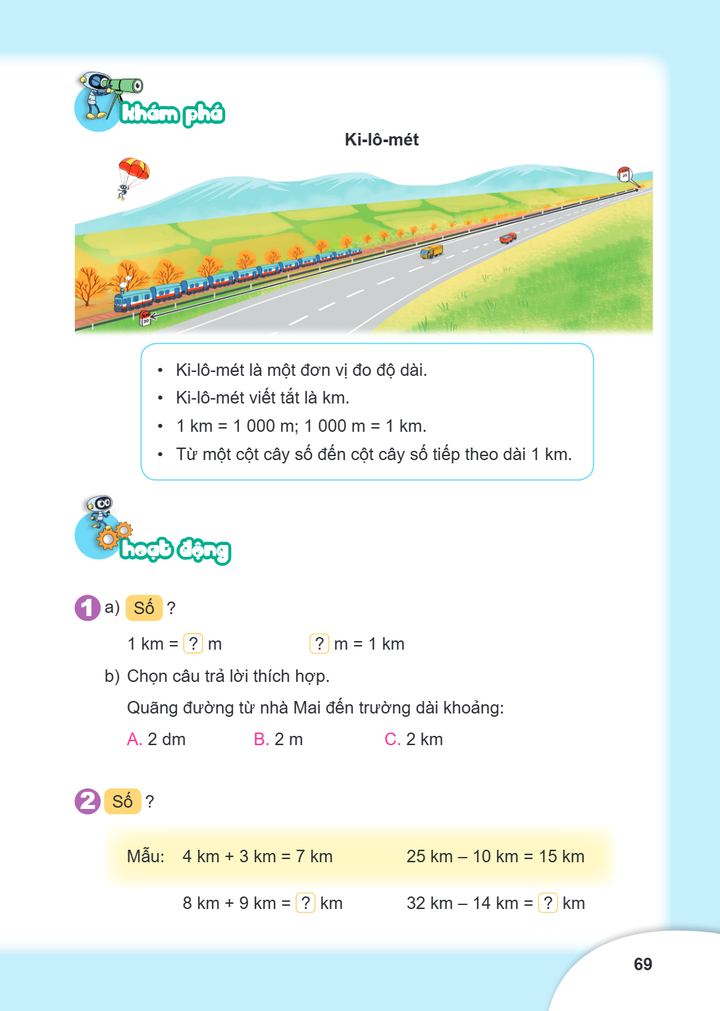 khám phá
Ki-lô-mét
• Ki-lô-mét là một đơn vị đo độ dài.
• Ki-lô-mét viết tắt là km.
• 1 km = 1 000 m; 1 000 m = 1 km.
• Từ một cột cây số đến cột cây số tiếp theo dài 1 km.
hoạt động
1 a) Số ?
1 km = ? m ? m = 1 km
b) Chọn câu trả lời thích hợp.
Quãng đường từ nhà Mai đến trường dài khoảng:
A. 2 dm B. 2 m C. 2 km
2 Số ?
Mẫu: 4 km + 3 km = 7 km 25 km – 10 km = 15 km
8 km + 9 km = ? km 32 km – 14 km = ? km
69